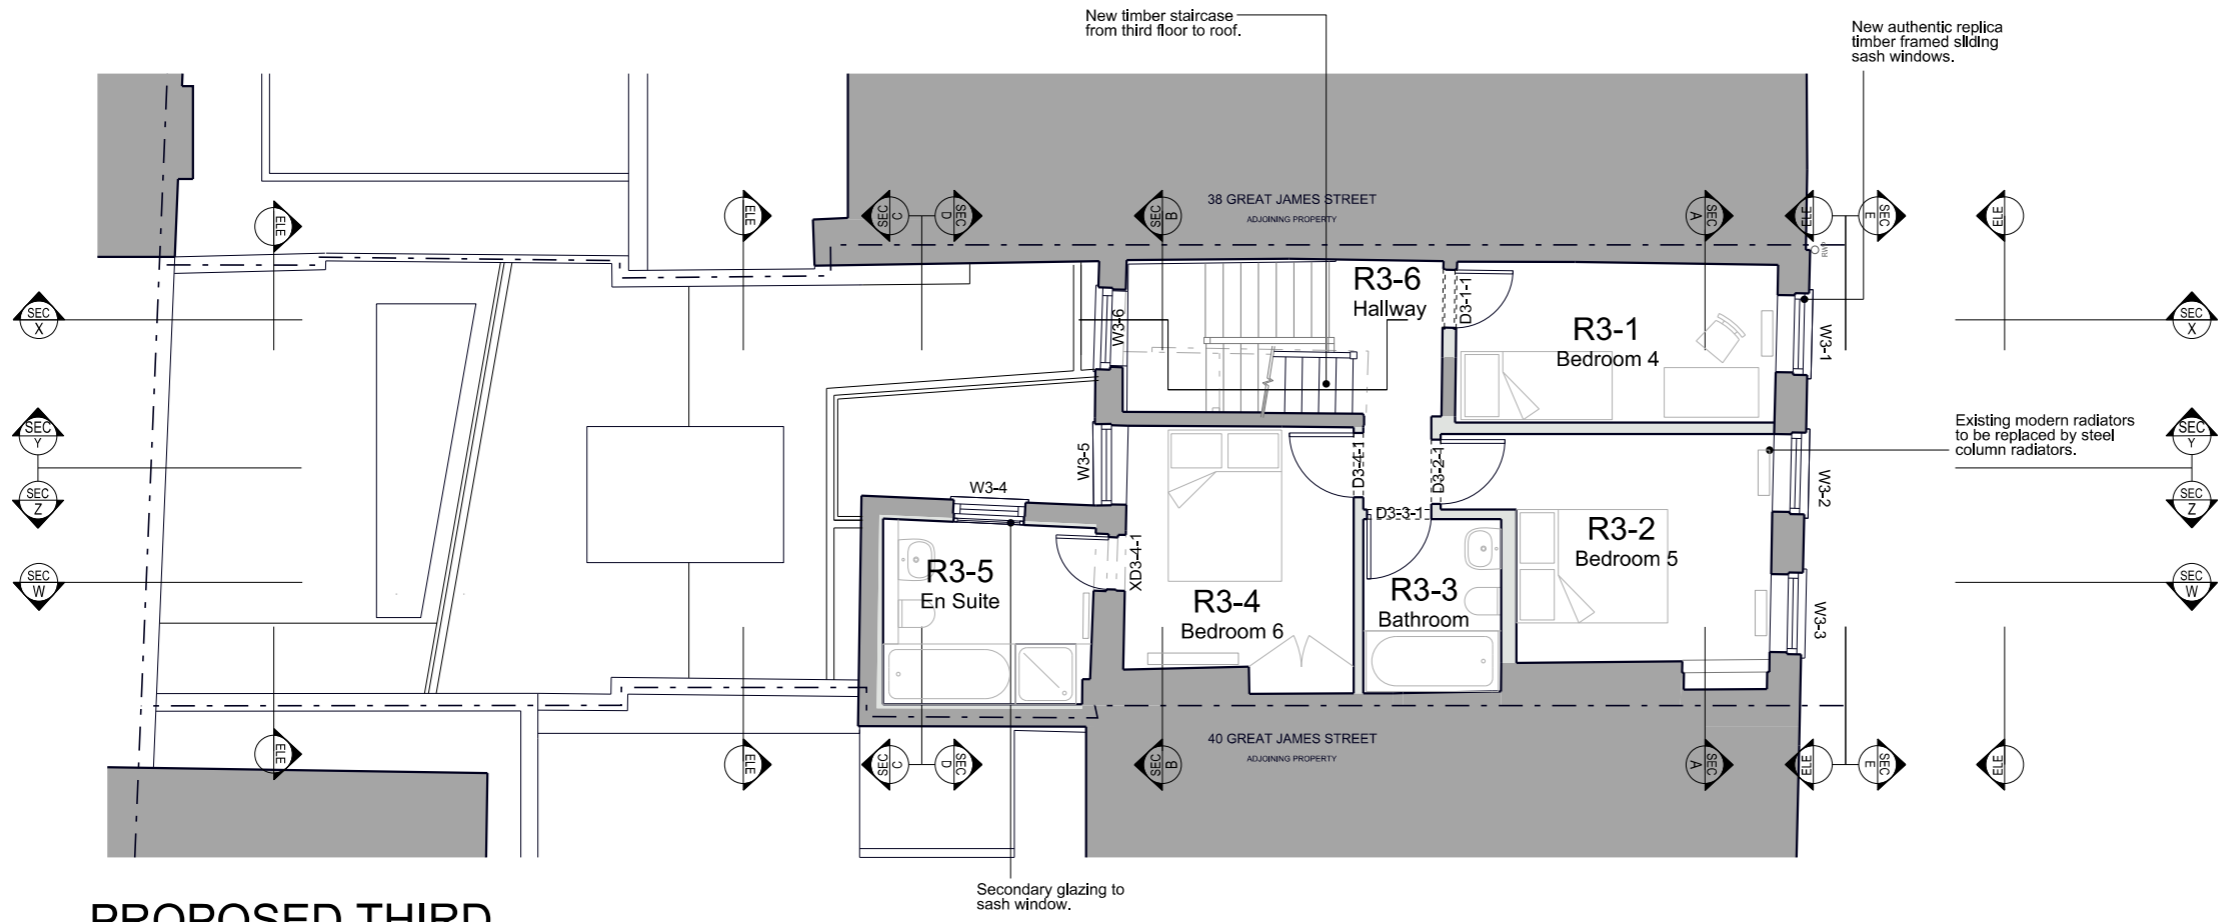 New timber staircase
from third floor to roof.
New authentic replica
timber framed sliding
sash windows.
38 GREAT JAMES STREET
ADJOINING PROPERTY
ELE
ELE
SEC C
D SEC
SEC B
SEC A
ELE
E SEC
ELE
RWP
SEC X
R3-6
Hallway
D3-1-1
R3-1
Bedroom 4
W3-6
W3-1
SEC X
SEC Y
SEC Z
Existing modern radiators
to be replaced by steel
column radiators.
SEC Y
SEC Z
W3-5
D3-4-1
D3-2-1
W3-2
W3-4
D3-3-1
R3-2
Bedroom 5
SEC W
R3-5
En Suite
XD3-4-1
R3-4
Bedroom 6
R3-3
Bathroom
W3-3
SEC W
40 GREAT JAMES STREET
ADJOINING PROPERTY
ELE
ELE
SEC C
D SEC
SEC B
SEC A
ELE
E SEC
ELE
Secondary glazing to
sash window.
PROPOSED THIRD